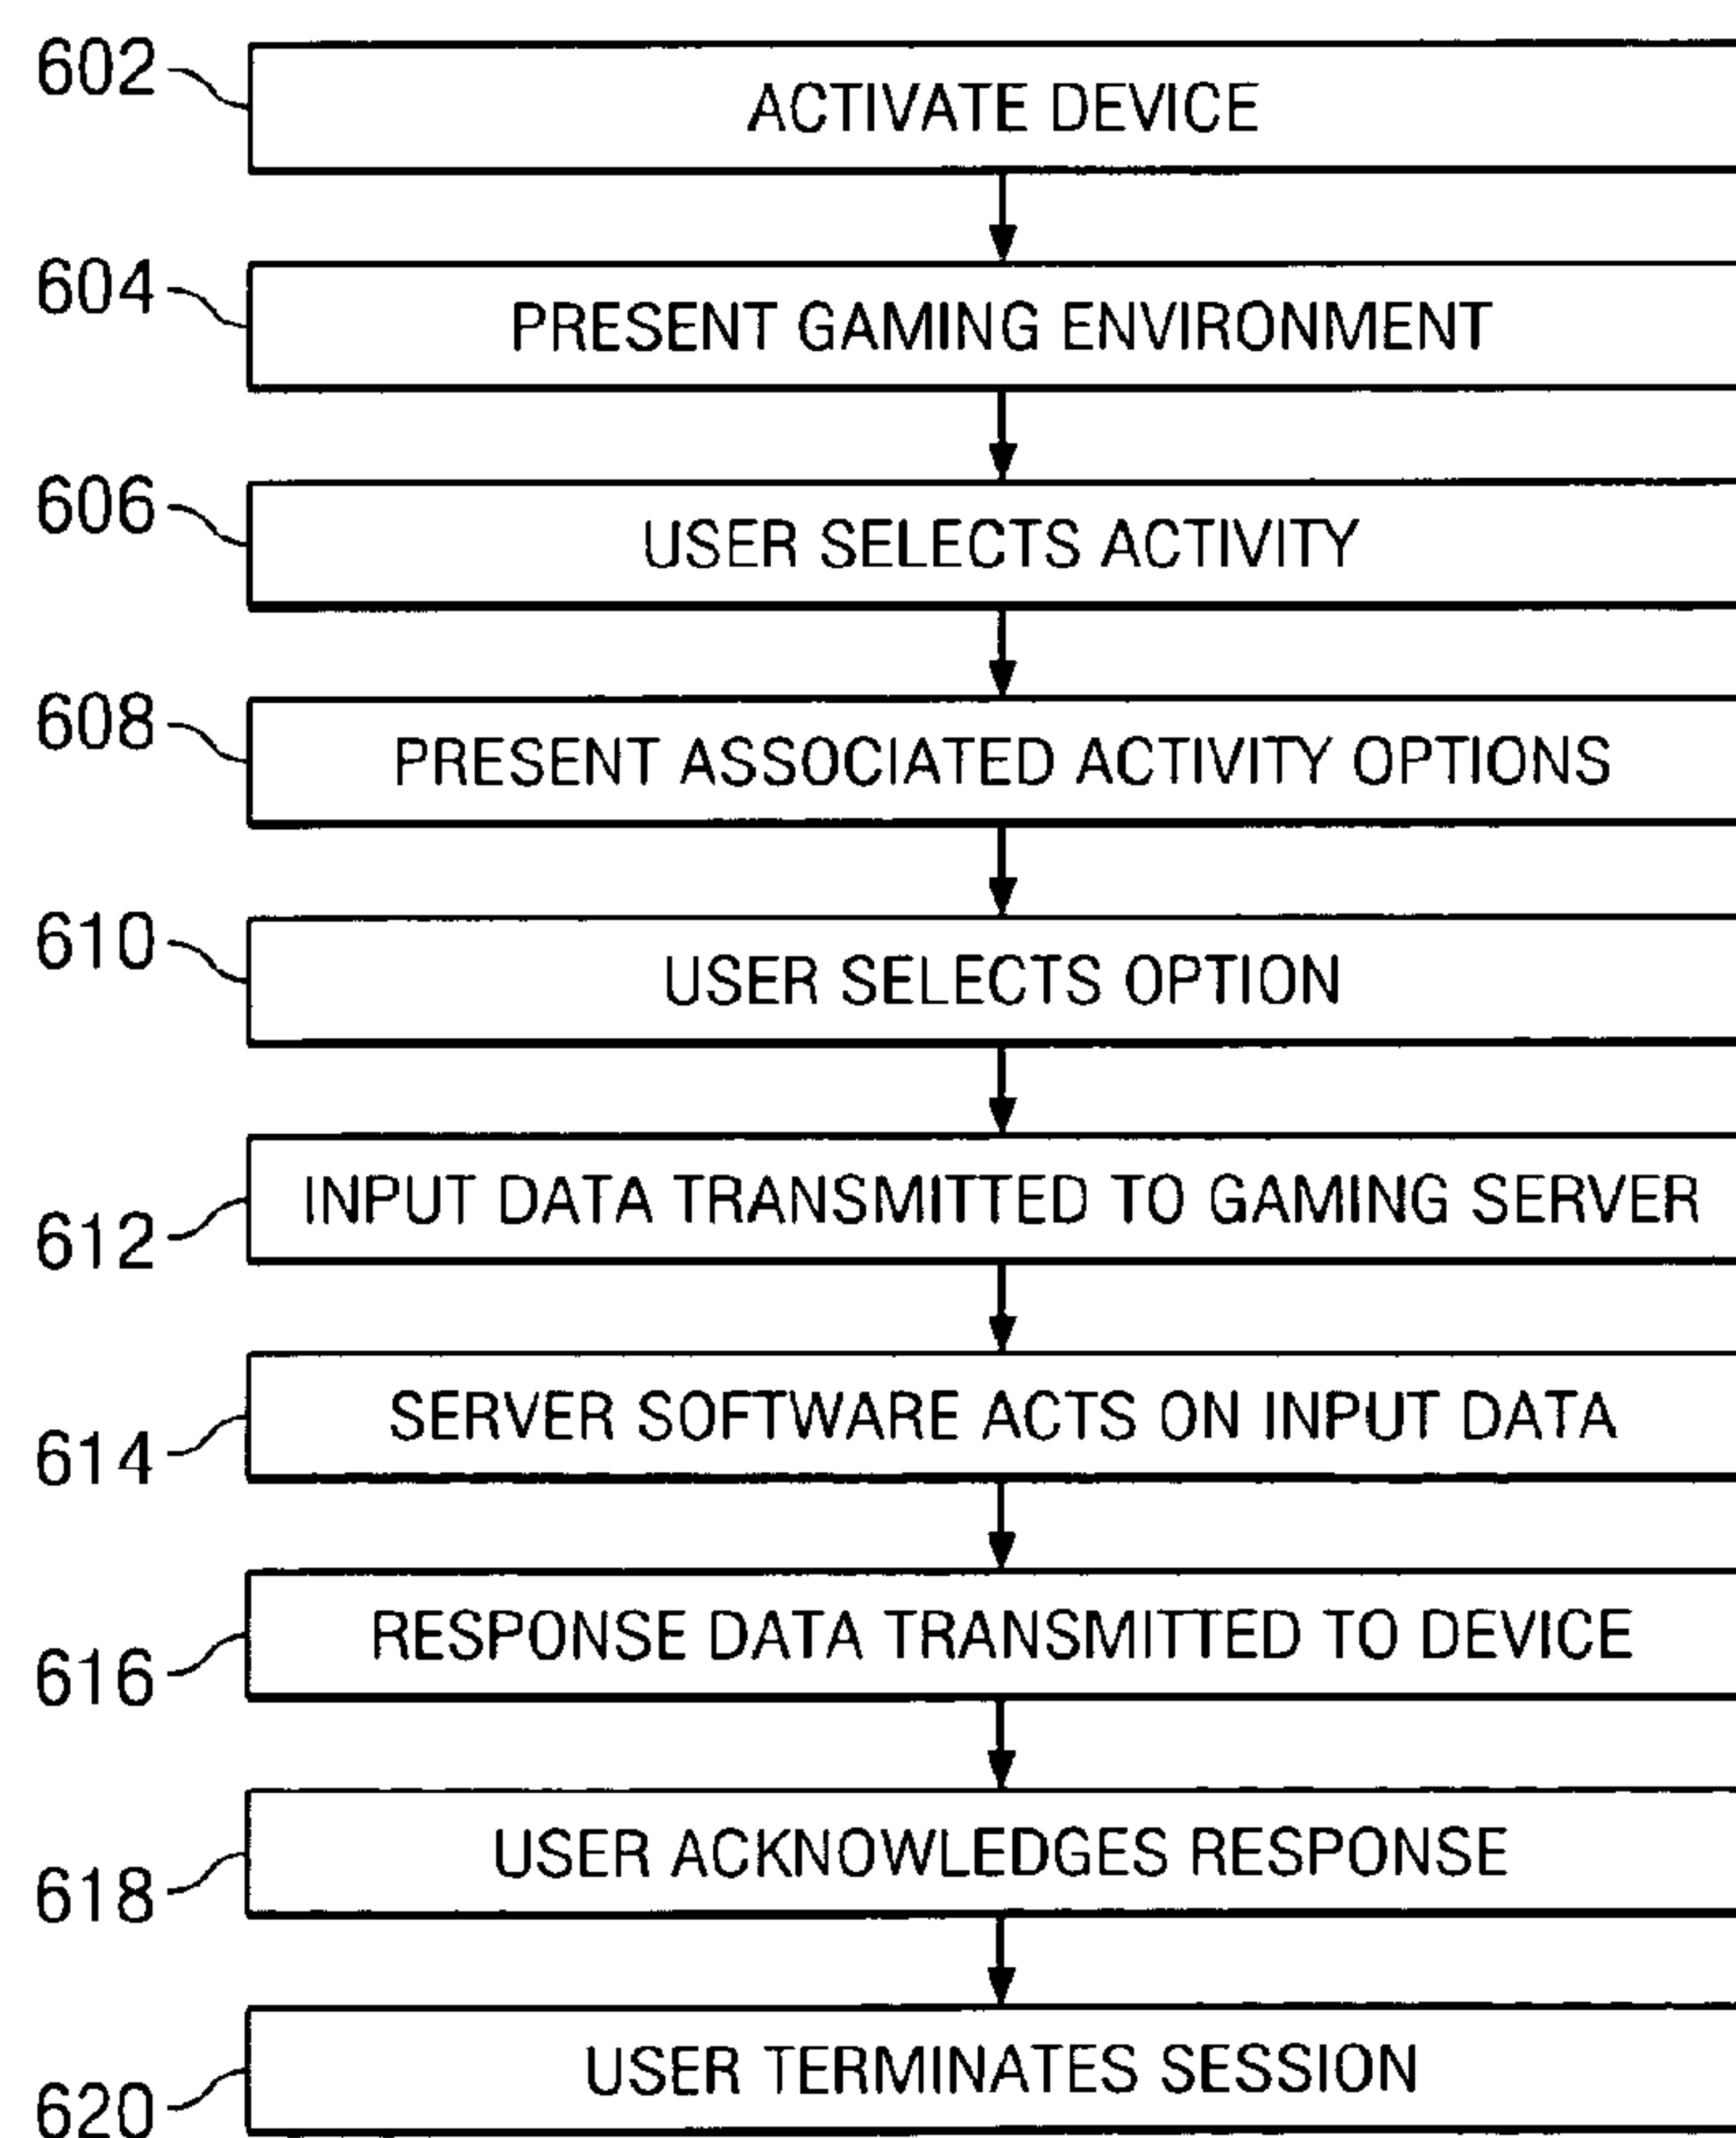 602 ACTIVATE DEVICE
604 PRESENT GAMING ENVIRONMENT
606 USER SELECTS ACTIVITY
608 PRESENT ASSOCIATED ACTIVITY OPTIONS
610 USER SELECTS OPTION
612 INPUT DATA TRANSMITTED TO GAMING SERVER
614 SERVER SOFTWARE ACTS ON INPUT DATA
616 RESPONSE DATA TRANSMITTED TO DEVICE
618 USER ACKNOWLEDGES RESPONSE
620 USER TERMINATES SESSION